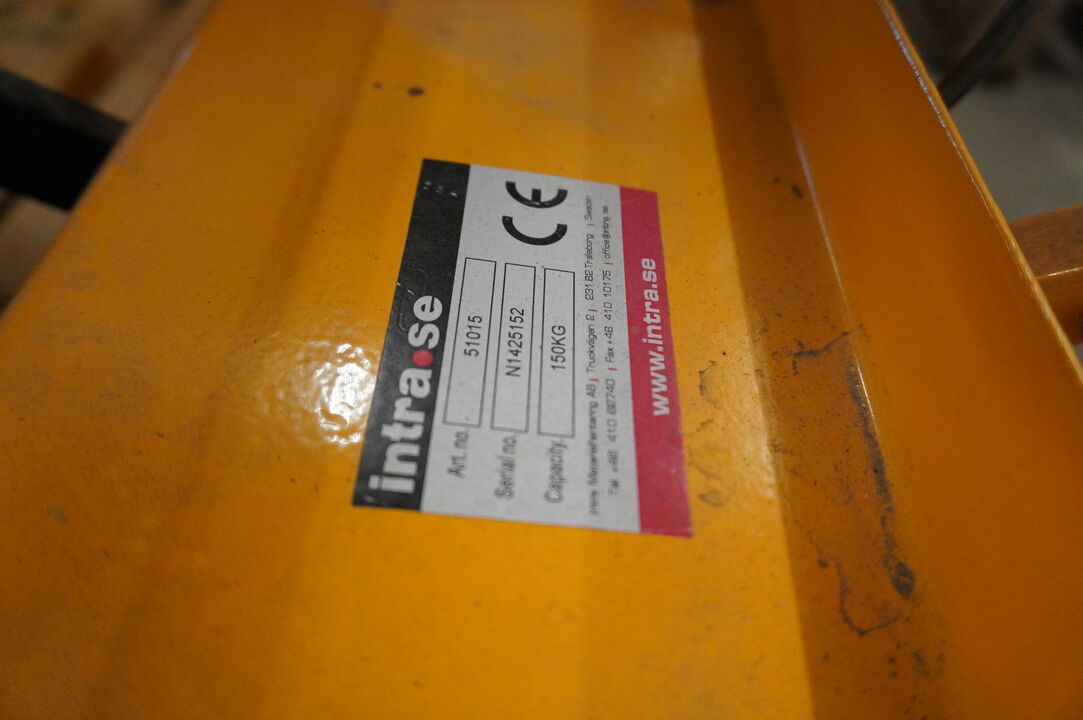 intra.se
CE
Art. no. 51015
Serial no. N1425152
Capacity 150KG
Intra Materialhantering AB | Truckvägen 2 | 231 62 Trelleborg | Sweden
Tel +46 410 82740 | Fax +46 410 10175 | office@intra.se
www.intra.se